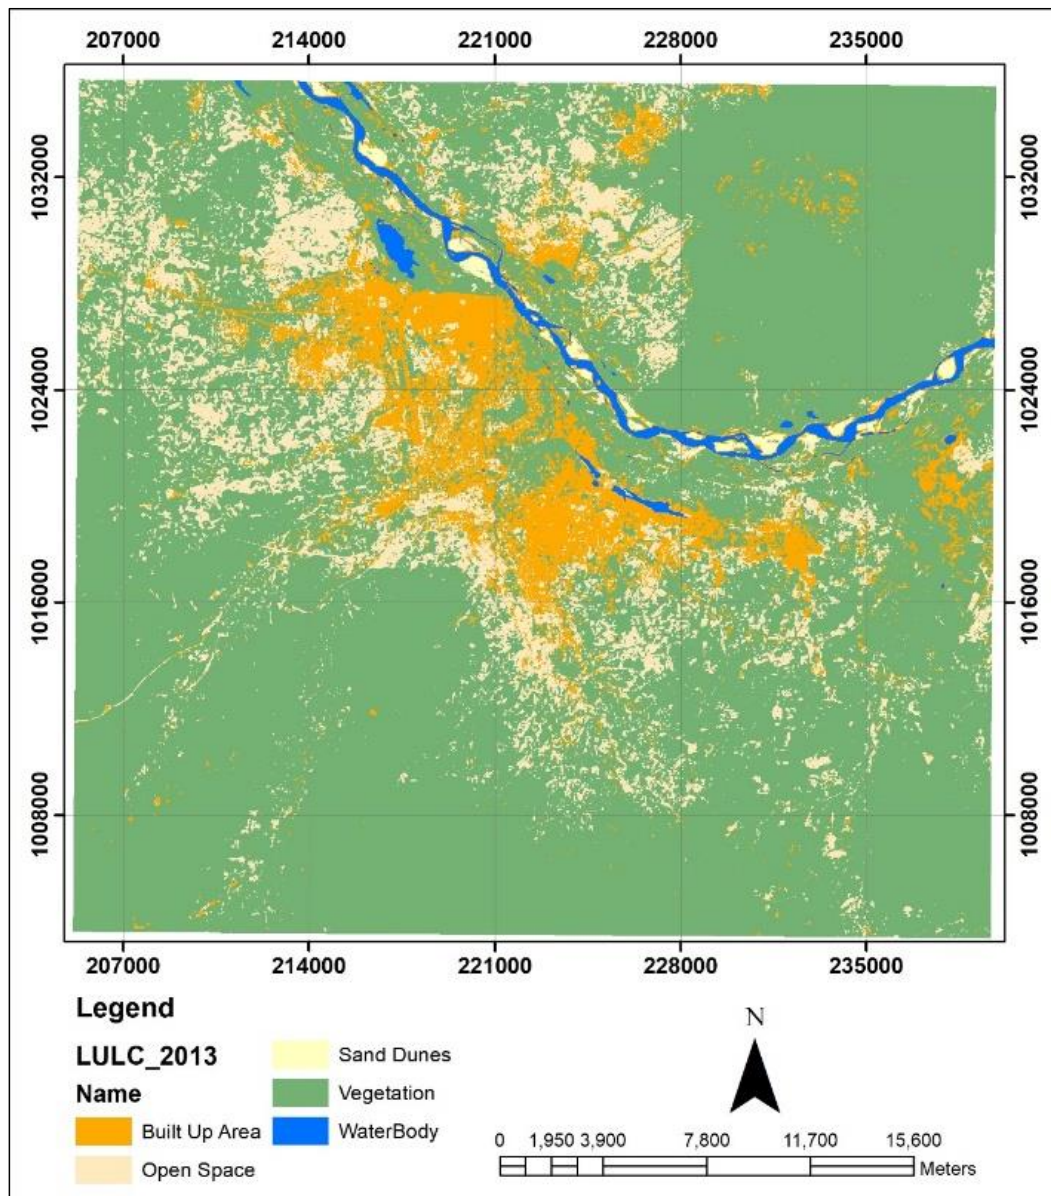 207000 214000 221000 228000 235000
1032000 1032000
1024000 1024000
1016000 1016000
1008000 1008000
207000 214000 221000 228000 235000
Legend
LULC_2013
Name
Built Up Area
Open Space
Sand Dunes
Vegetation
WaterBody
N
0 1,950 3,900 7,800 11,700 15,600
Meters